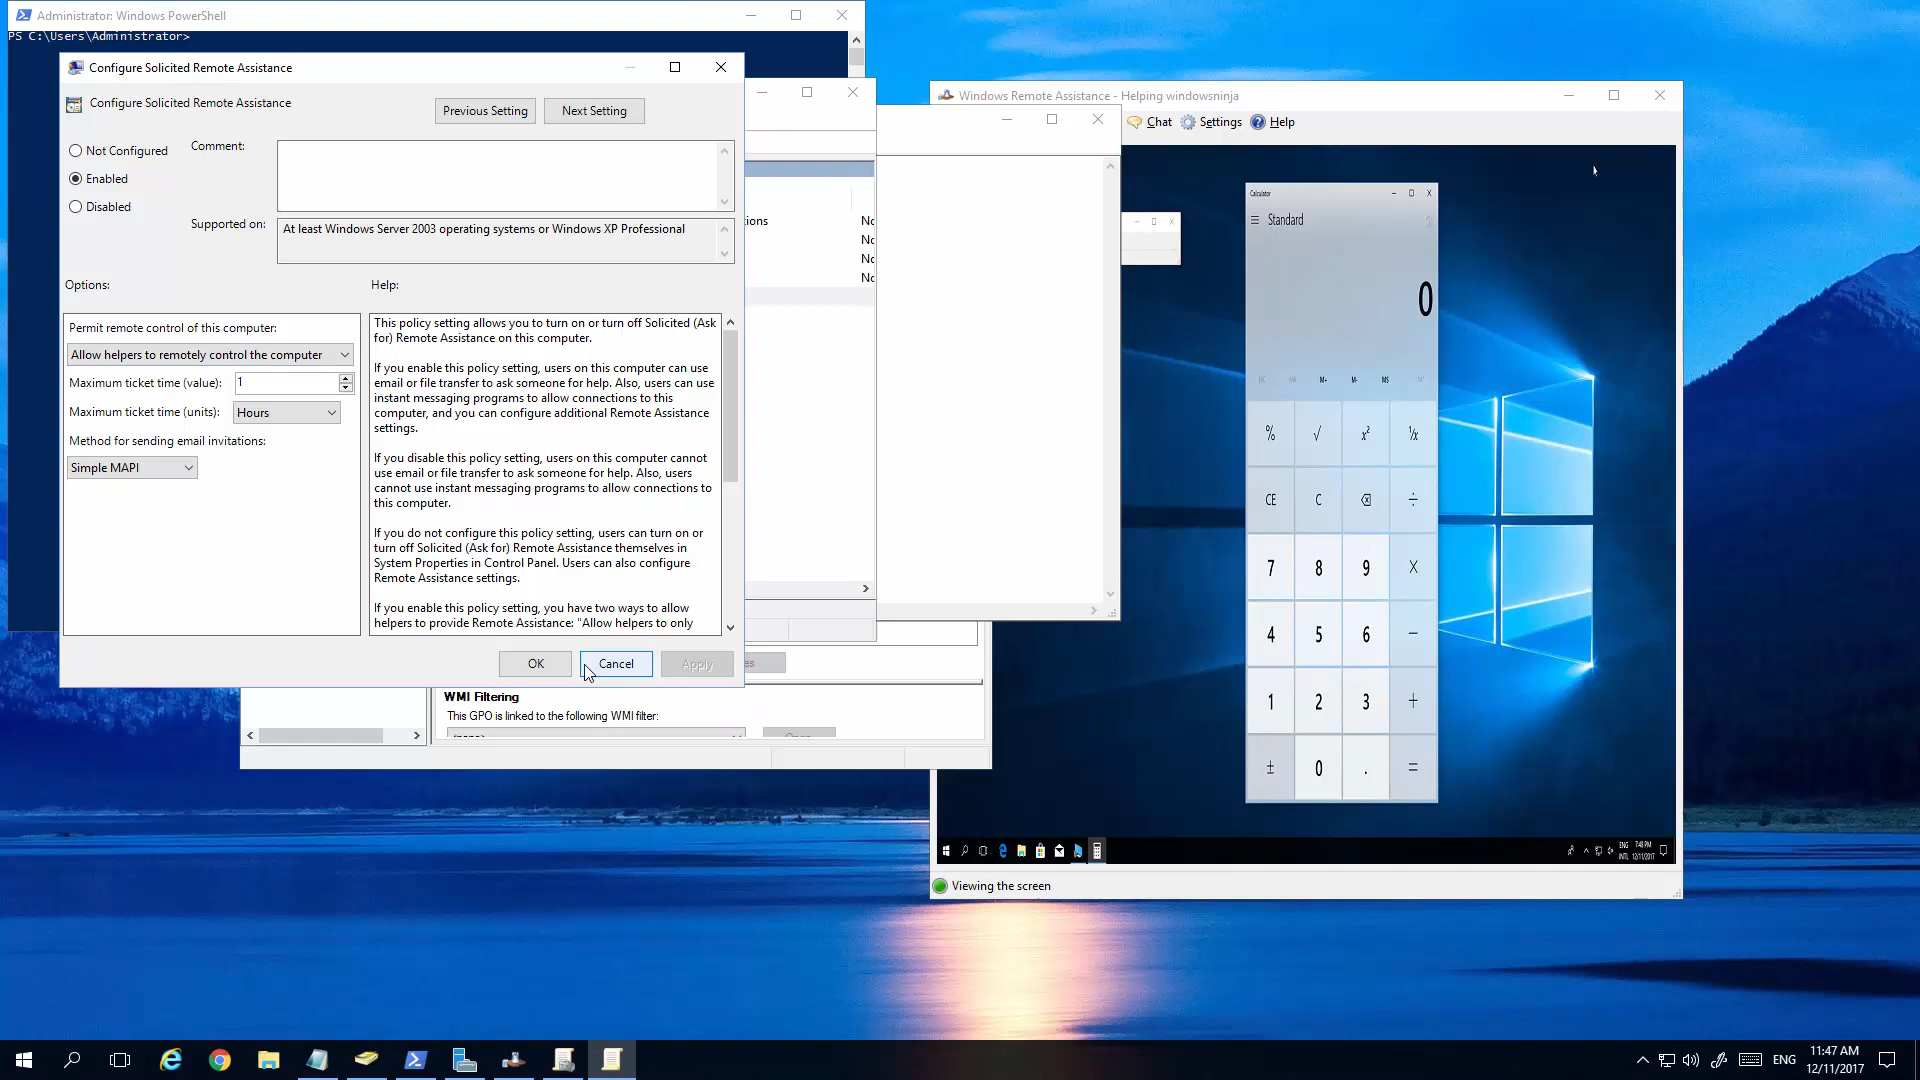 Administrator: Windows PowerShell
PS C:\Users\Administrator>
Configure Solicited Remote Assistance
Configure Solicited Remote Assistance
Previous Setting
Next Setting
Not Configured
Enabled
Disabled
Comment:
Supported on:
At least Windows Server 2003 operating systems or Windows XP Professional
Options:
Help:
Permit remote control of this computer:
Allow helpers to remotely control the computer
Maximum ticket time (value):
1
Maximum ticket time (units):
Hours
Method for sending email invitations:
Simple MAPI
This policy setting allows you to turn on or turn off Solicited (Ask
for) Remote Assistance on this computer.
If you enable this policy setting, users on this computer can use
email or file transfer to ask someone for help. Also, users can use
instant messaging programs to allow connections to this
computer, and you can configure additional Remote Assistance
settings.
If you disable this policy setting, users on this computer cannot
use email or file transfer to ask someone for help. Also, users
cannot use instant messaging programs to allow connections to
this computer.
If you do not configure this policy setting, users can turn on or
turn off Solicited (Ask for) Remote Assistance themselves in
System Properties in Control Panel. Users can also configure
Remote Assistance settings.
If you enable this policy setting, you have two ways to allow
helpers to provide Remote Assistance: "Allow helpers to only
OK
Cancel
Apply
WMI Filtering
This GPO is linked to the following WMI filter:
Windows Remote Assistance - Helping windowsninja
Chat
Settings
Help
Calculator
Standard
0
M+ M- MS
% √ x² ⅟x
CE C ÷
7 8 9 X
4 5 6 −
1 2 3 +
± 0 . =
ENG 7:48 PM
INTL 12/11/2017
Viewing the screen
ENG
11:47 AM
12/11/2017